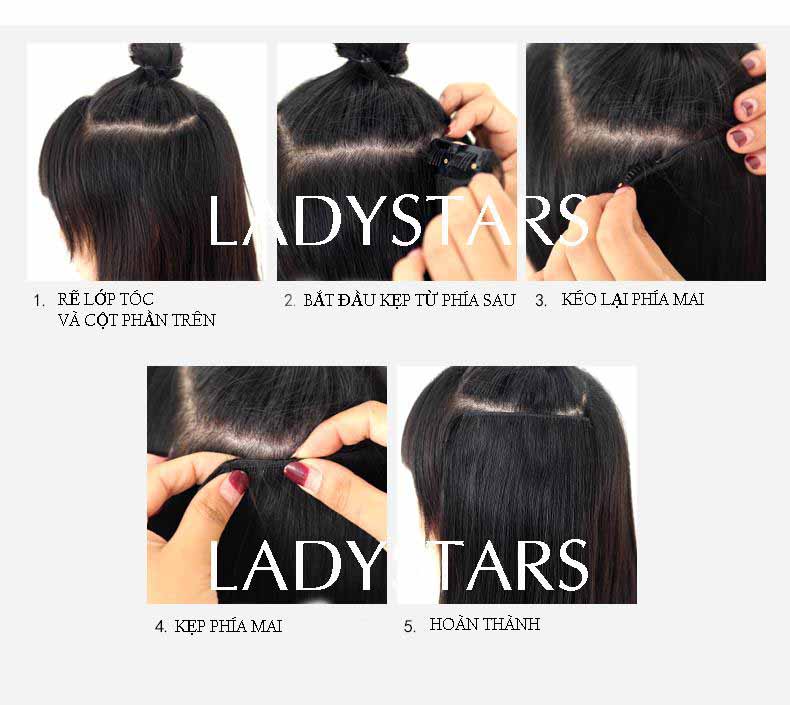 LADYSTARS
1. RẼ LỚP TÓC
VÀ CỘT PHẦN TRÊN
2. BẮT ĐẦU KẸP TỪ PHÍA SAU
3. KÉO LẠI PHÍA MAI
LADYSTARS
4. KẸP PHÍA MAI
5. HOÀN THÀNH